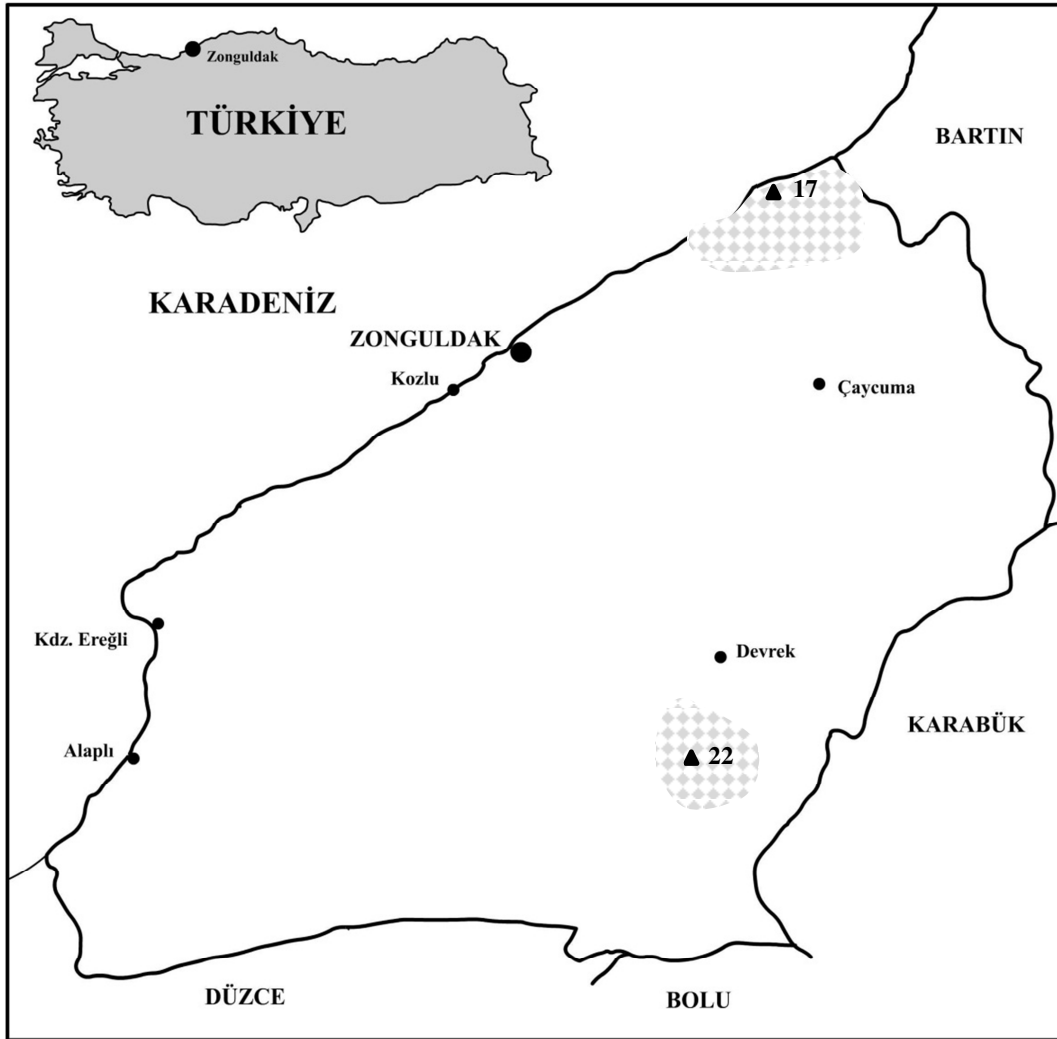 Zonguldak
TÜRKİYE
BARTIN
17
KARADENİZ
ZONGULDAK
Kozlu
Çaycuma
Kdz. Ereğli
Devrek
KARABÜK
Alaplı
22
DÜZCE
BOLU